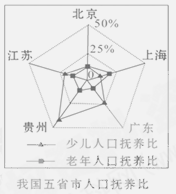 北京
50%
25%
江苏
上海
0
贵州
广东
少儿人口抚养比
老年人口抚养比
我国五省市人口抚养比